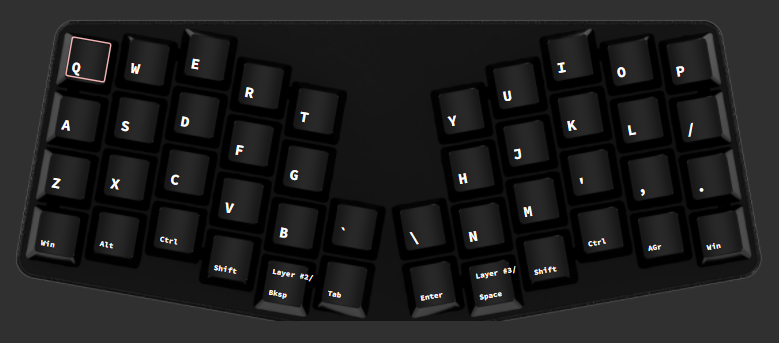 Q W E R T Y U I O P
A S D F G H J K L /
Z X C V B ` \ N M ' , .
Win Alt Ctrl Shift Layer #2/ Tab Enter Layer #3/ Shift Ctrl AGr Win
Bksp Space